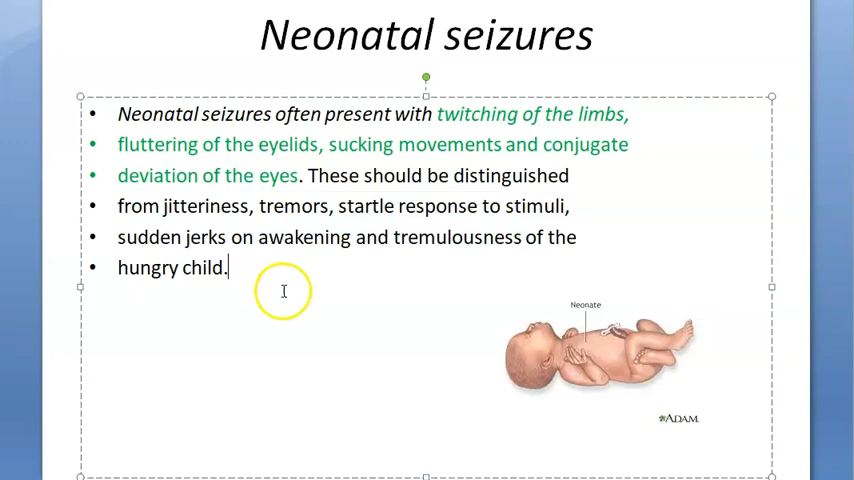 Neonatal seizures
• Neonatal seizures often present with twitching of the limbs,
• fluttering of the eyelids, sucking movements and conjugate
• deviation of the eyes. These should be distinguished
• from jitteriness, tremors, startle response to stimuli,
• sudden jerks on awakening and tremulousness of the
• hungry child.
Neonate
ADAM.